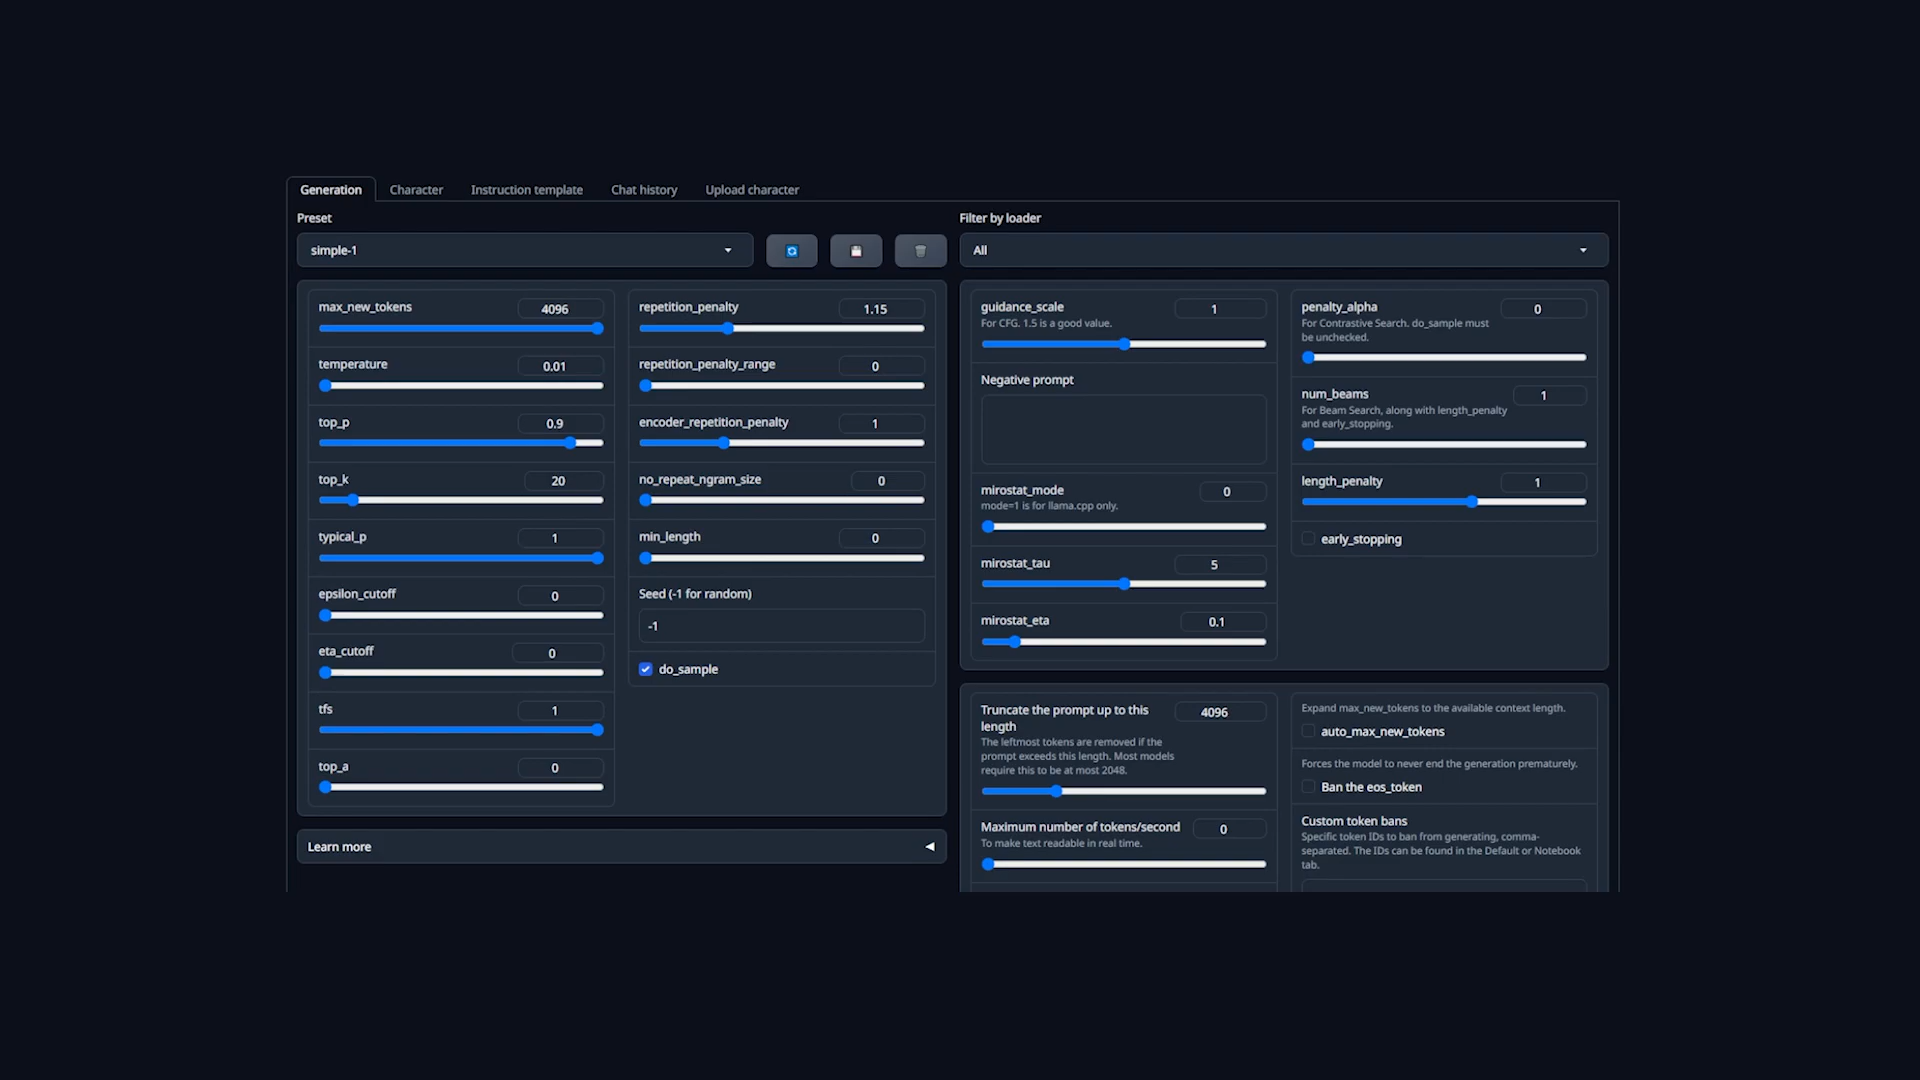 Generation Character Instruction template Chat history Upload character
Preset
simple-1
max_new_tokens 4096
temperature 0.01
top_p 0.9
top_k 20
typical_p 1
epsilon_cutoff 0
eta_cutoff 0
tfs 1
top_a 0
repetition_penalty 1.15
repetition_penalty_range 0
encoder_repetition_penalty 1
no_repeat_ngram_size 0
min_length 0
Seed (-1 for random)
-1
do_sample
Learn more
Filter by loader
All
guidance_scale 1
For CFG. 1.5 is a good value.
Negative prompt
mirostat_mode 0
mode=1 is for llama.cpp only.
mirostat_tau 5
mirostat_eta 0.1
penalty_alpha 0
For Contrastive Search. do_sample must
be unchecked.
num_beams 1
For Beam Search, along with length_penalty
and early_stopping.
length_penalty 1
early_stopping
Truncate the prompt up to this 4096
length
The leftmost tokens are removed if the
prompt exceeds this length. Most models
require this to be at most 2048.
Maximum number of tokens/second 0
To make text readable in real time.
Expand max_new_tokens to the available context length.
auto_max_new_tokens
Forces the model to never end the generation prematurely.
Ban the eos_token
Custom token bans
Specific token IDs to ban from generating, comma-
separated. The IDs can be found in the Default or Notebook
tab.